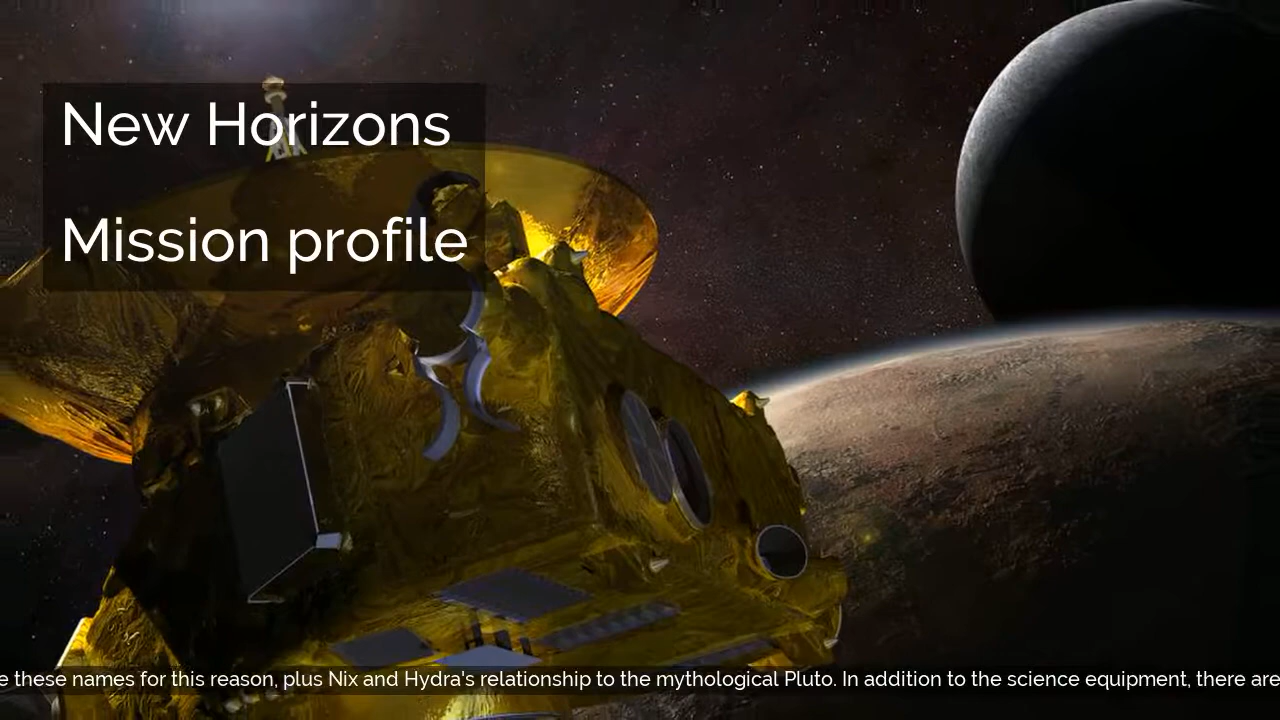 New Horizons
Mission profile
e these names for this reason, plus Nix and Hydra's relationship to the mythological Pluto. In addition to the science equipment, there are